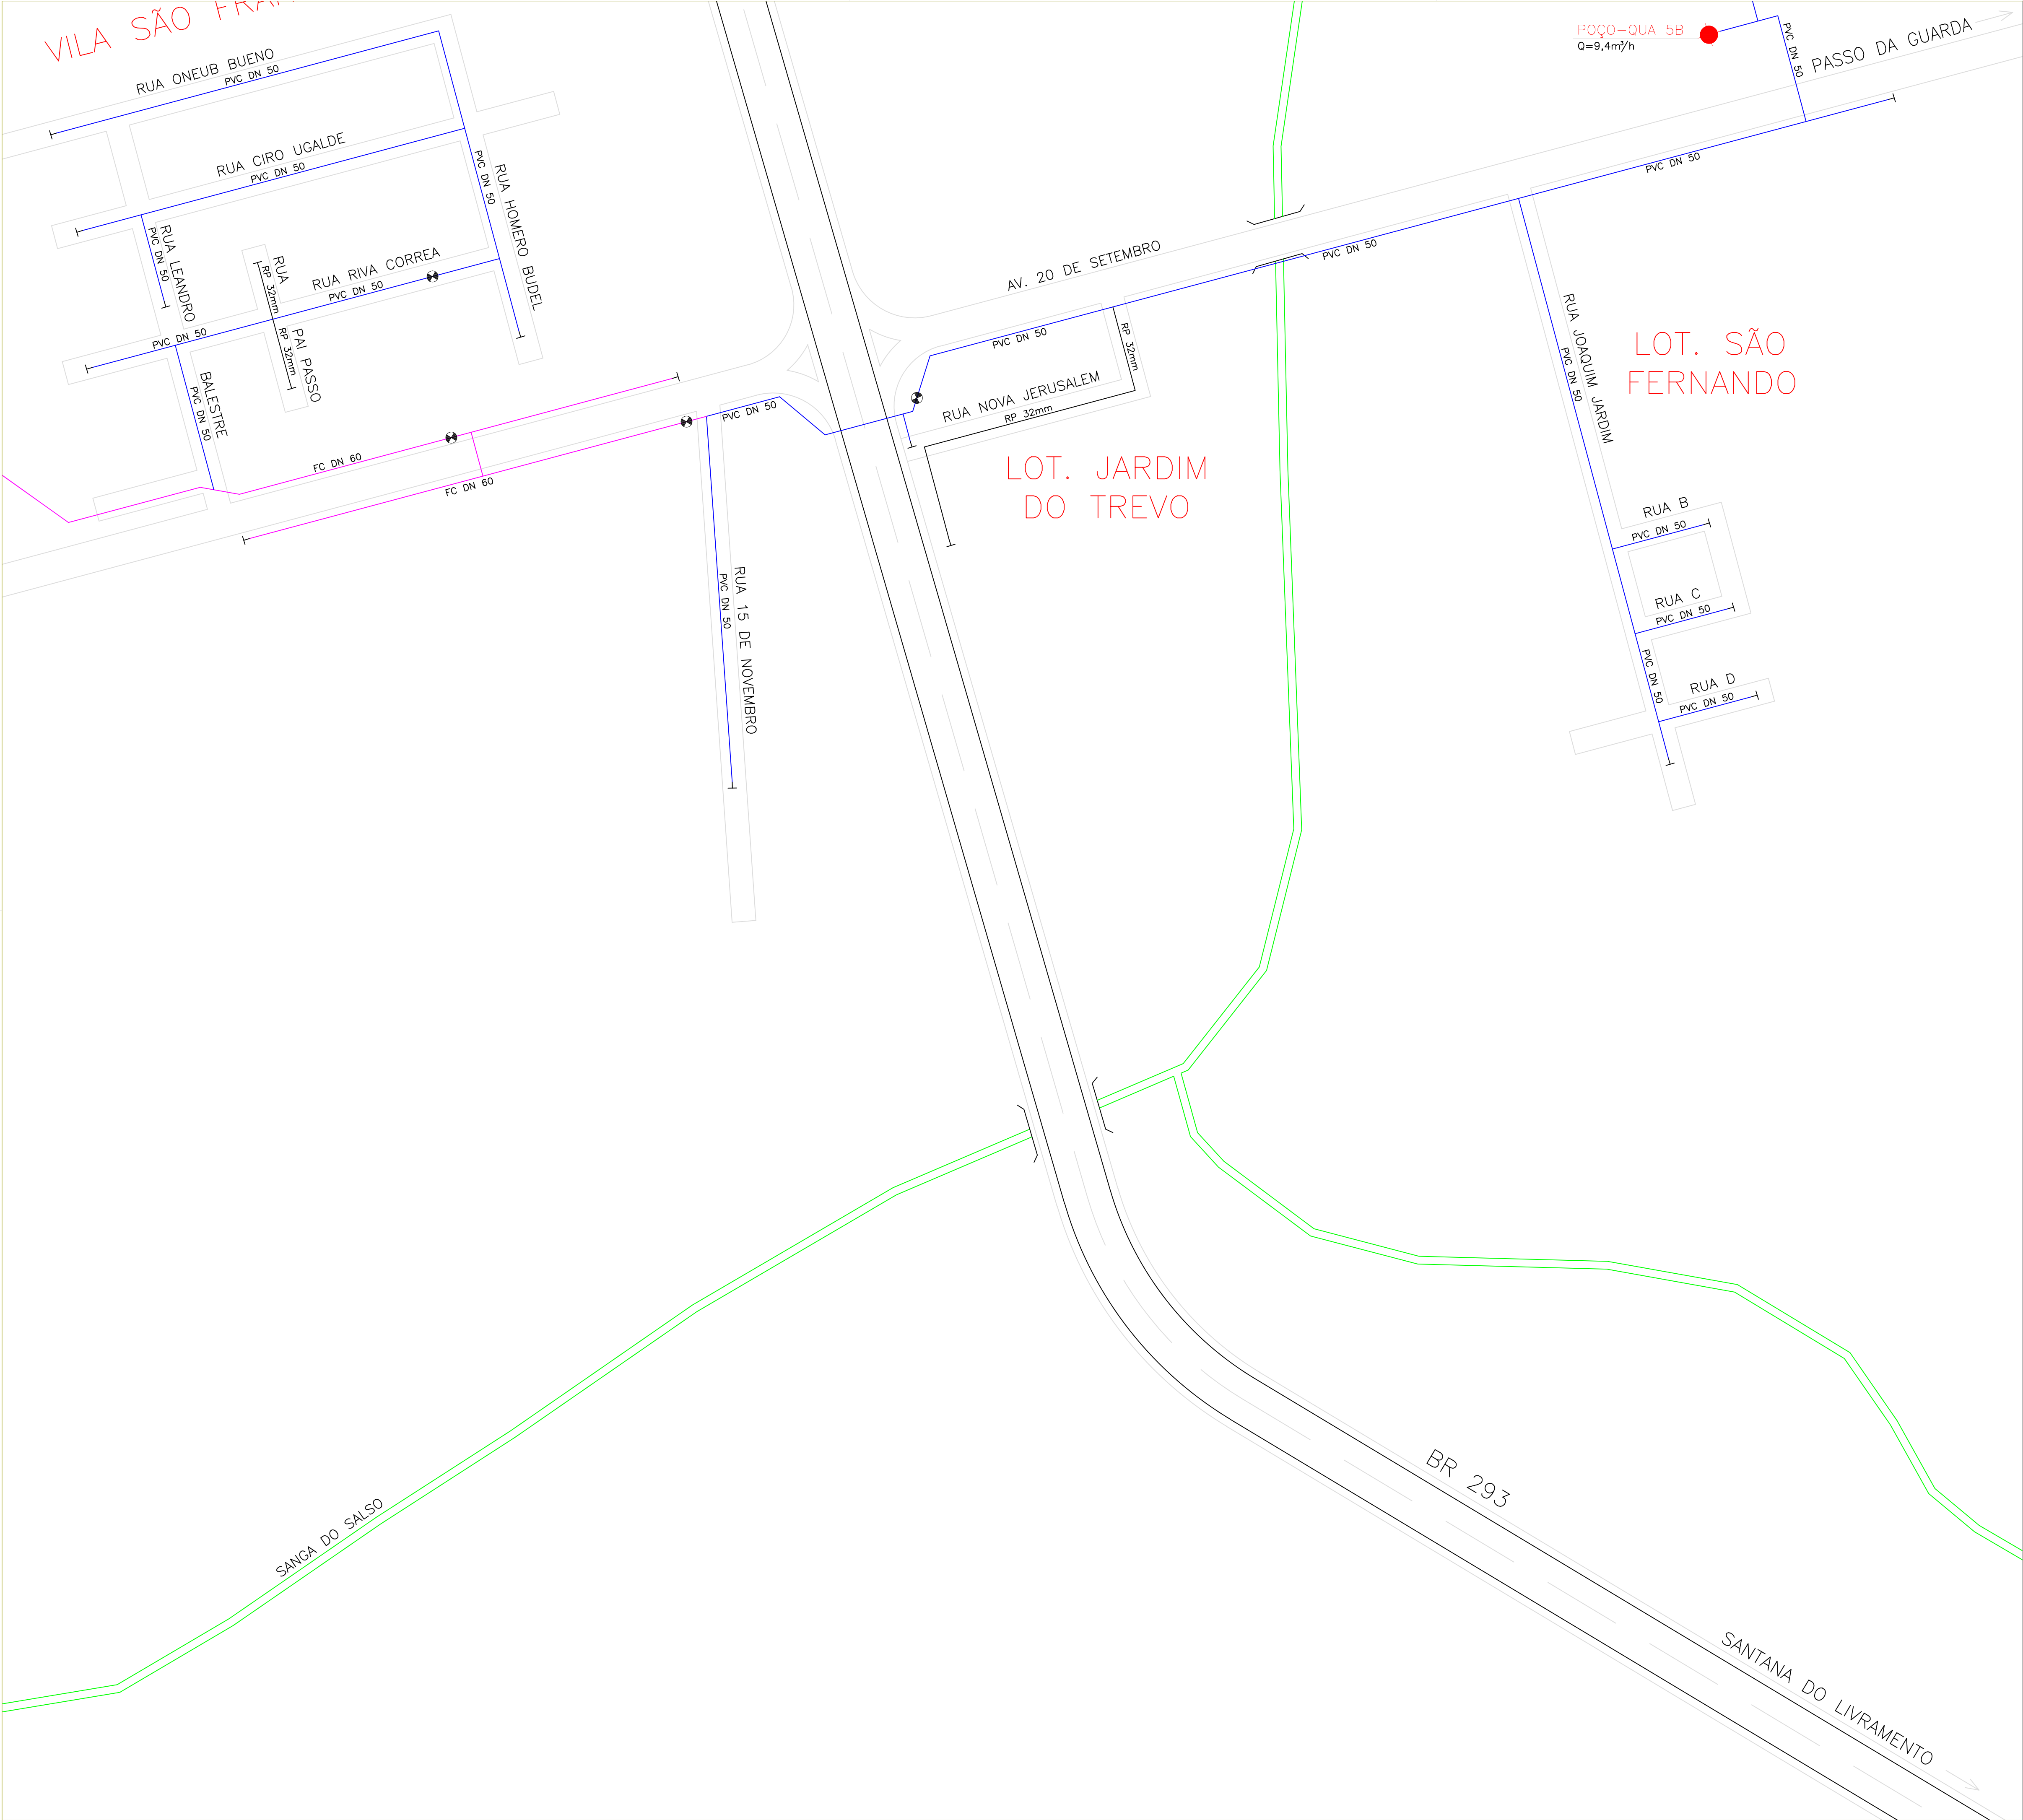 VILA SÃO
RUA ONEUB BUENO
PVC DN 50
RUA CIRO UGALDE
PVC DN 50
PVC DN 50
RUA HOMERO BUDEL
RUA LEANDRO
PVC DN 50
RUA
RP 32mm
RUA RIVA CORREA
PVC DN 50
PVC DN 50
PAI PASSO
RP 32mm
BALESTRE
PVC DN 50
FC DN 60
FC DN 60
PVC DN 50
RUA 15 DE NOVEMBRO
PVC DN 50
POÇO-QUA 5B
Q=9,4m³/h
PVC DN 50
PASSO DA GUARDA
PVC DN 50
AV. 20 DE SETEMBRO
PVC DN 50
PVC DN 50
RP 32mm
RUA NOVA JERUSALEM
RP 32mm
LOT. JARDIM
DO TREVO
RUA JOAQUIM JARDIM
PVC DN 50
LOT. SÃO
FERNANDO
RUA B
PVC DN 50
RUA C
PVC DN 50
PVC DN 50
RUA D
PVC DN 50
SANGA DO SALSO
BR 293
SANTANA DO LIVRAMENTO